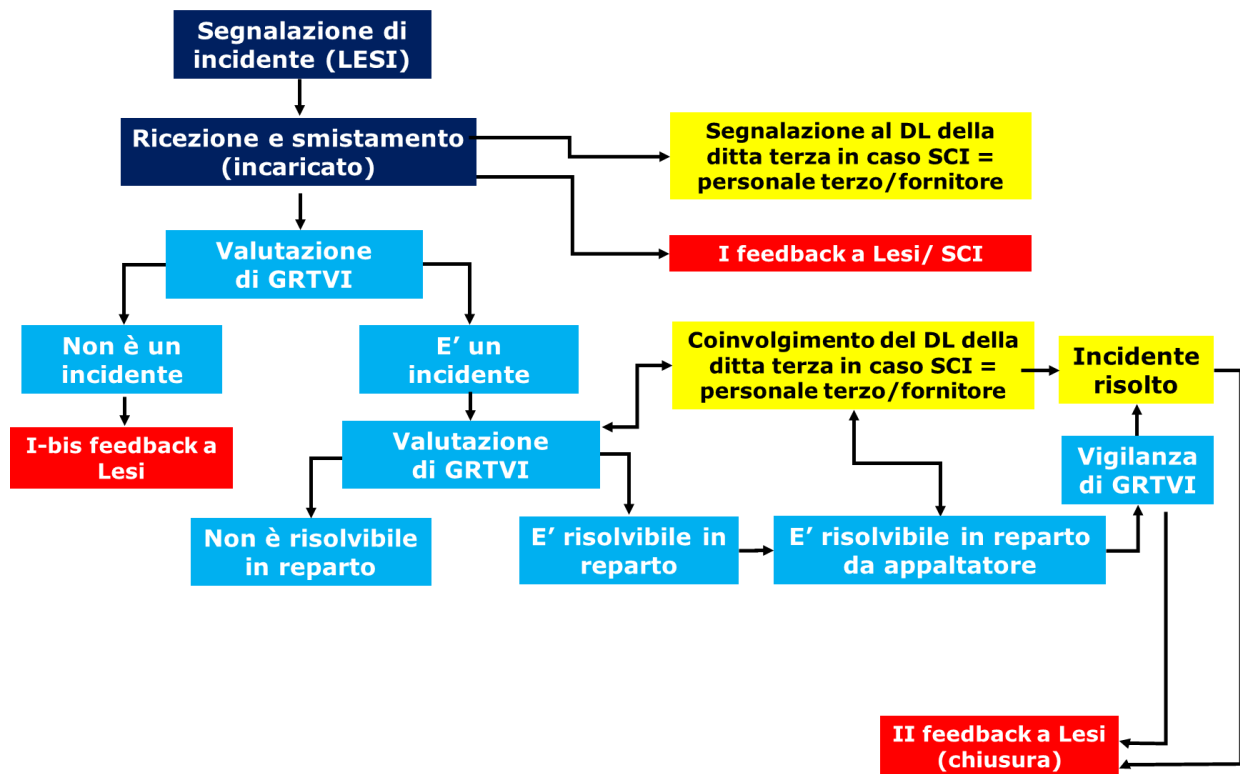 Segnalazione di
incidente (LESI)
Ricezione e smistamento
(incaricato)
Segnalazione al DL della
ditta terza in caso SCI =
personale terzo/fornitore
I feedback a Lesi/ SCI
Valutazione
di GRTVI
Non è un
incidente
E’ un
incidente
Coinvolgimento del DL della
ditta terza in caso SCI =
personale terzo/fornitore
Incidente
risolto
I-bis feedback a
Lesi
Valutazione
di GRTVI
Vigilanza
di GRTVI
Non è risolvibile
in reparto
E’ risolvibile in
reparto
E’ risolvibile in reparto
da appaltatore
II feedback a Lesi
(chiusura)